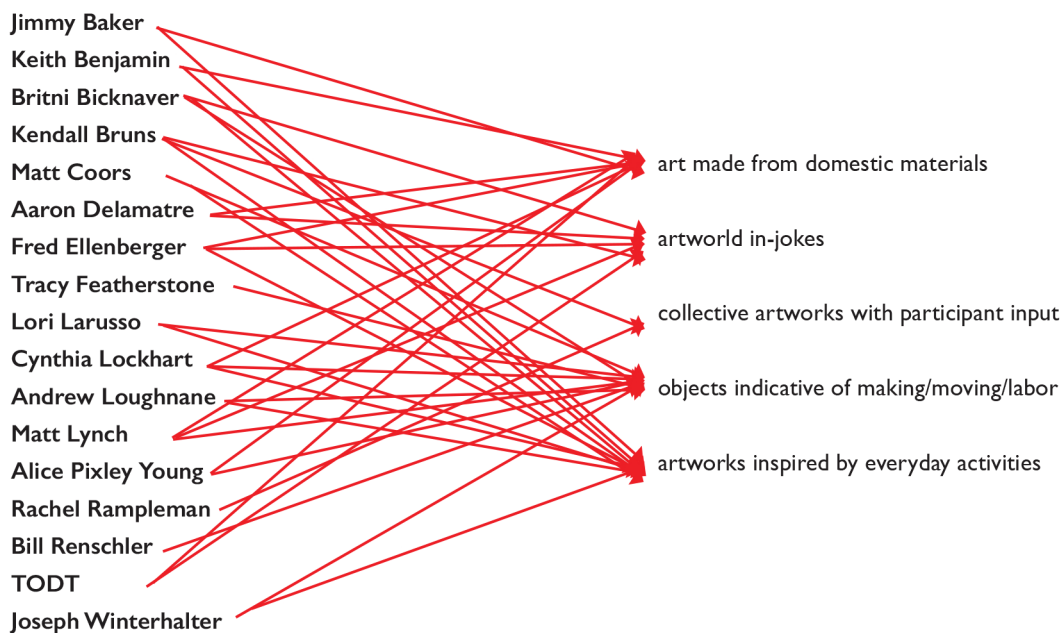 Jimmy Baker
Keith Benjamin
Britni Bicknaver
Kendall Bruns
Matt Coors
Aaron Delamatre
Fred Ellenberger
Tracy Featherstone
Lori Larusso
Cynthia Lockhart
Andrew Loughnane
Matt Lynch
Alice Pixley Young
Rachel Rampleman
Bill Renschler
TODT
Joseph Winterhalter
art made from domestic materials
artworld in-jokes
collective artworks with participant input
objects indicative of making/moving/labor
artworks inspired by everyday activities